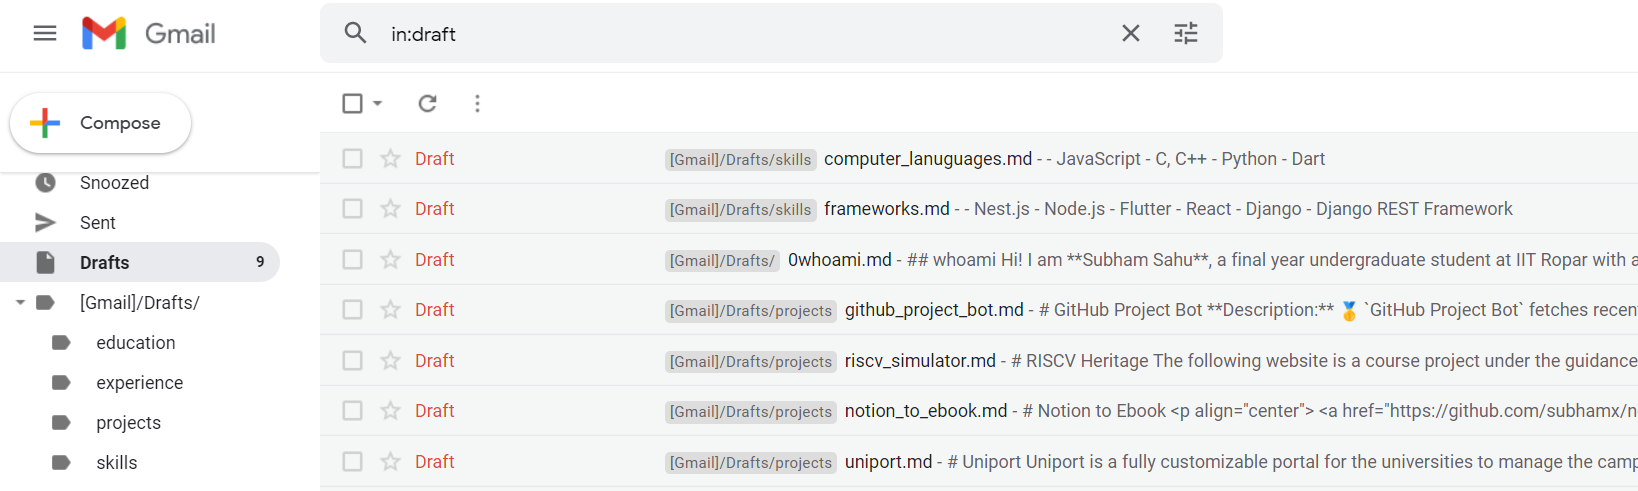 Gmail
in:draft
Compose
Snoozed
Sent
Drafts 9
[Gmail]/Drafts/
education
experience
projects
skills
Draft [Gmail]/Drafts/skills computer_lanuguages.md - - JavaScript - C, C++ - Python - Dart
Draft [Gmail]/Drafts/skills frameworks.md - - Nest.js - Node.js - Flutter - React - Django - Django REST Framework
Draft [Gmail]/Drafts/ 0whoami.md - ## whoami Hi! I am **Subham Sahu**, a final year undergraduate student at IIT Ropar with a
Draft [Gmail]/Drafts/projects github_project_bot.md - # GitHub Project Bot **Description:** 🥇 `GitHub Project Bot` fetches recen
Draft [Gmail]/Drafts/projects riscv_simulator.md - # RISCV Heritage The following website is a course project under the guidance
Draft [Gmail]/Drafts/projects notion_to_ebook.md - # Notion to Ebook <p align="center"> <a href="https://github.com/subhamx/n
Draft [Gmail]/Drafts/projects uniport.md - # Uniport Uniport is a fully customizable portal for the universities to manage the camp